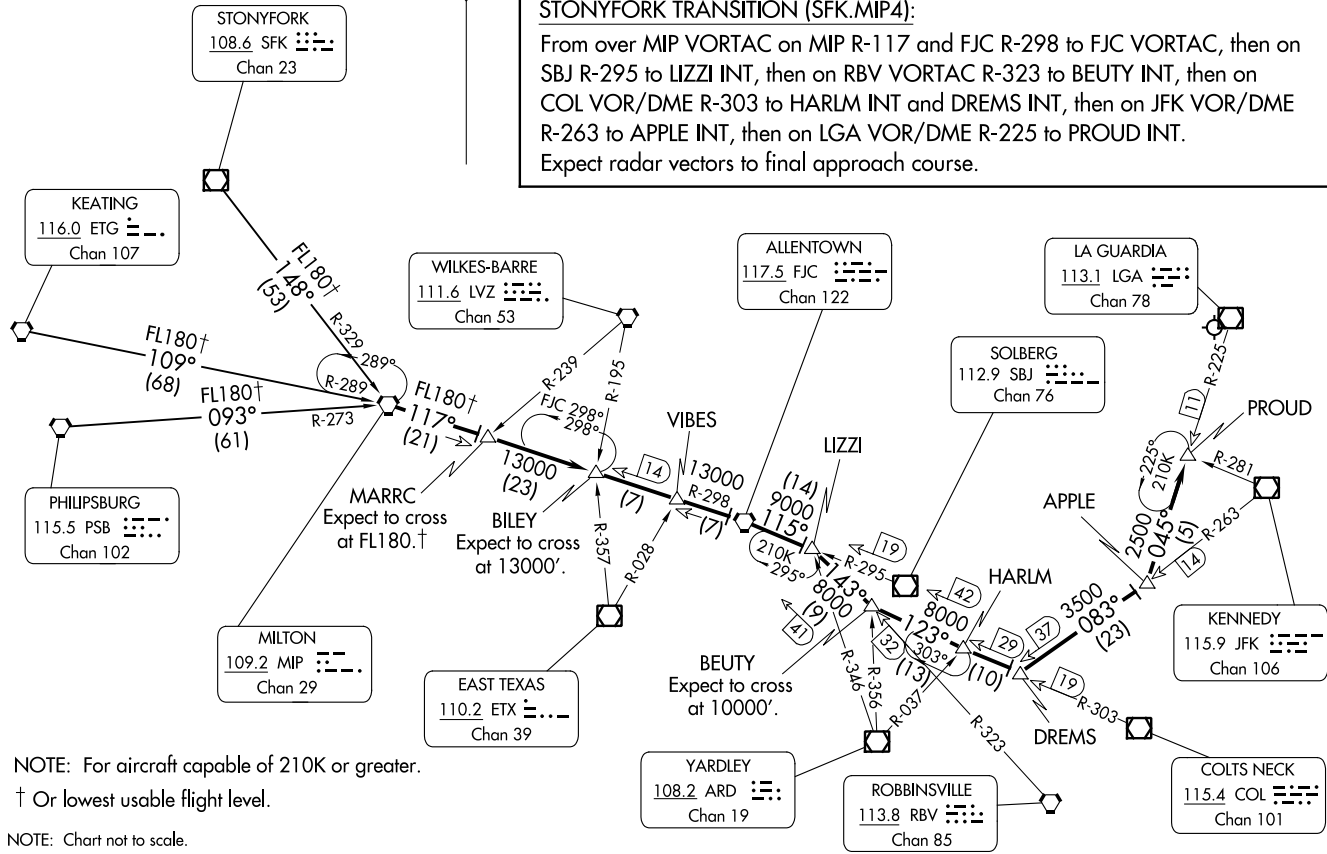 STONYFORK
108.6 SFK
Chan 23
STONYFORK TRANSITION (SFK.MIP4):
From over MIP VORTAC on MIP R-117 and FJC R-298 to FJC VORTAC, then on
SBJ R-295 to LIZZI INT, then on RBV VORTAC R-323 to BEUTY INT, then on
COL VOR/DME R-303 to HARLM INT and DREMS INT, then on JFK VOR/DME
R-263 to APPLE INT, then on LGA VOR/DME R-225 to PROUD INT.
Expect radar vectors to final approach course.
KEATING
116.0 ETG
Chan 107
FL180†
148°
(53)
R-329
WILKES-BARRE
111.6 LVZ
Chan 53
ALLENTOWN
117.5 FJC
Chan 122
LA GUARDIA
113.1 LGA
Chan 78
R-225
11
FL180†
109°
(68)
R-289
289°
FL180†
093°
(61)
R-273
FL180†
117°
(21)
R-239
R-195
FJC 298°
298°
SOLBERG
112.9 SBJ
Chan 76
PROUD
VIBES
LIZZI
225°
210K
R-281
PHILIPSBURG
115.5 PSB
Chan 102
MARRC
Expect to cross
at FL180.†
13000
(23)
BILEY
Expect to cross
at 13000'.
14
(7)
13000
R-298
(7)
(14)
9000
115°
210K
295°
19
R-295
APPLE
2500
045°
(5)
R-263
14
R-357
R-028
143°
8000
(9)
41
42
8000
123°
(13)
303°
32
HARLM
29
(10)
37
3500
083°
(23)
KENNEDY
115.9 JFK
Chan 106
MILTON
109.2 MIP
Chan 29
EAST TEXAS
110.2 ETX
Chan 39
BEUTY
Expect to cross
at 10000'.
R-346
R-356
R-037
R-323
19
R-303
DREMS
YARDLEY
108.2 ARD
Chan 19
ROBBINSVILLE
113.8 RBV
Chan 85
COLTS NECK
115.4 COL
Chan 101
NOTE: For aircraft capable of 210K or greater.
† Or lowest usable flight level.
NOTE: Chart not to scale.